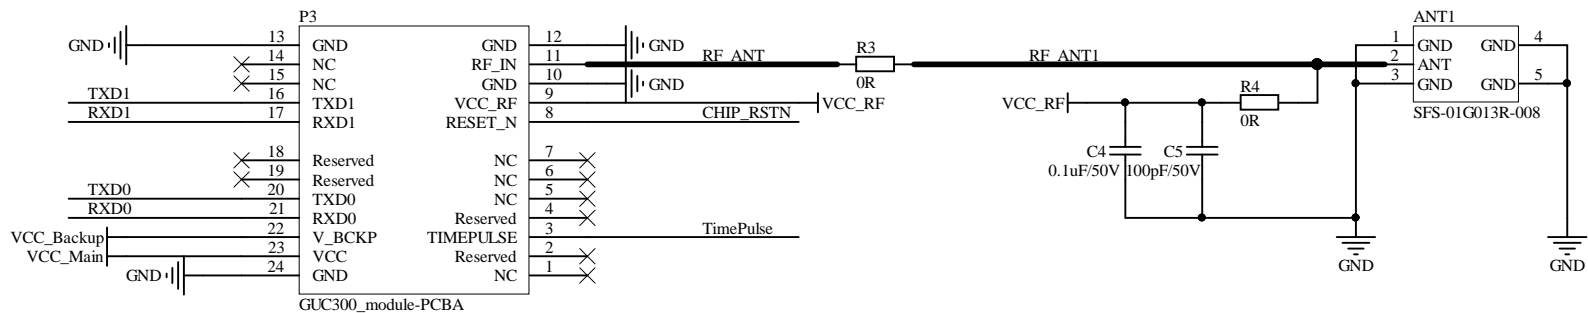 P3
ANT1
GND
13
GND
GND
12
GND
1
GND
GND
4
14
NC
RF_IN
11
RF_ANT
R3
0R
RF_ANT1
2
ANT
15
NC
GND
10
GND
3
GND
GND
5
TXD1
16
TXD1
VCC_RF
9
VCC_RF
VCC_RF
R4
0R
SFS-01G013R-008
RXD1
17
RXD1
RESET_N
8
CHIP_RSTN
18
Reserved
NC
7
C4
0.1uF/50V
C5
100pF/50V
19
Reserved
NC
6
TXD0
20
TXD0
NC
5
RXD0
21
RXD0
Reserved
4
VCC_Backup
22
V_BCKP
TIMEPULSE
3
TimePulse
VCC_Main
23
VCC
Reserved
2
GND
24
GND
NC
1
GND
GND
GUC300_module-PCBA